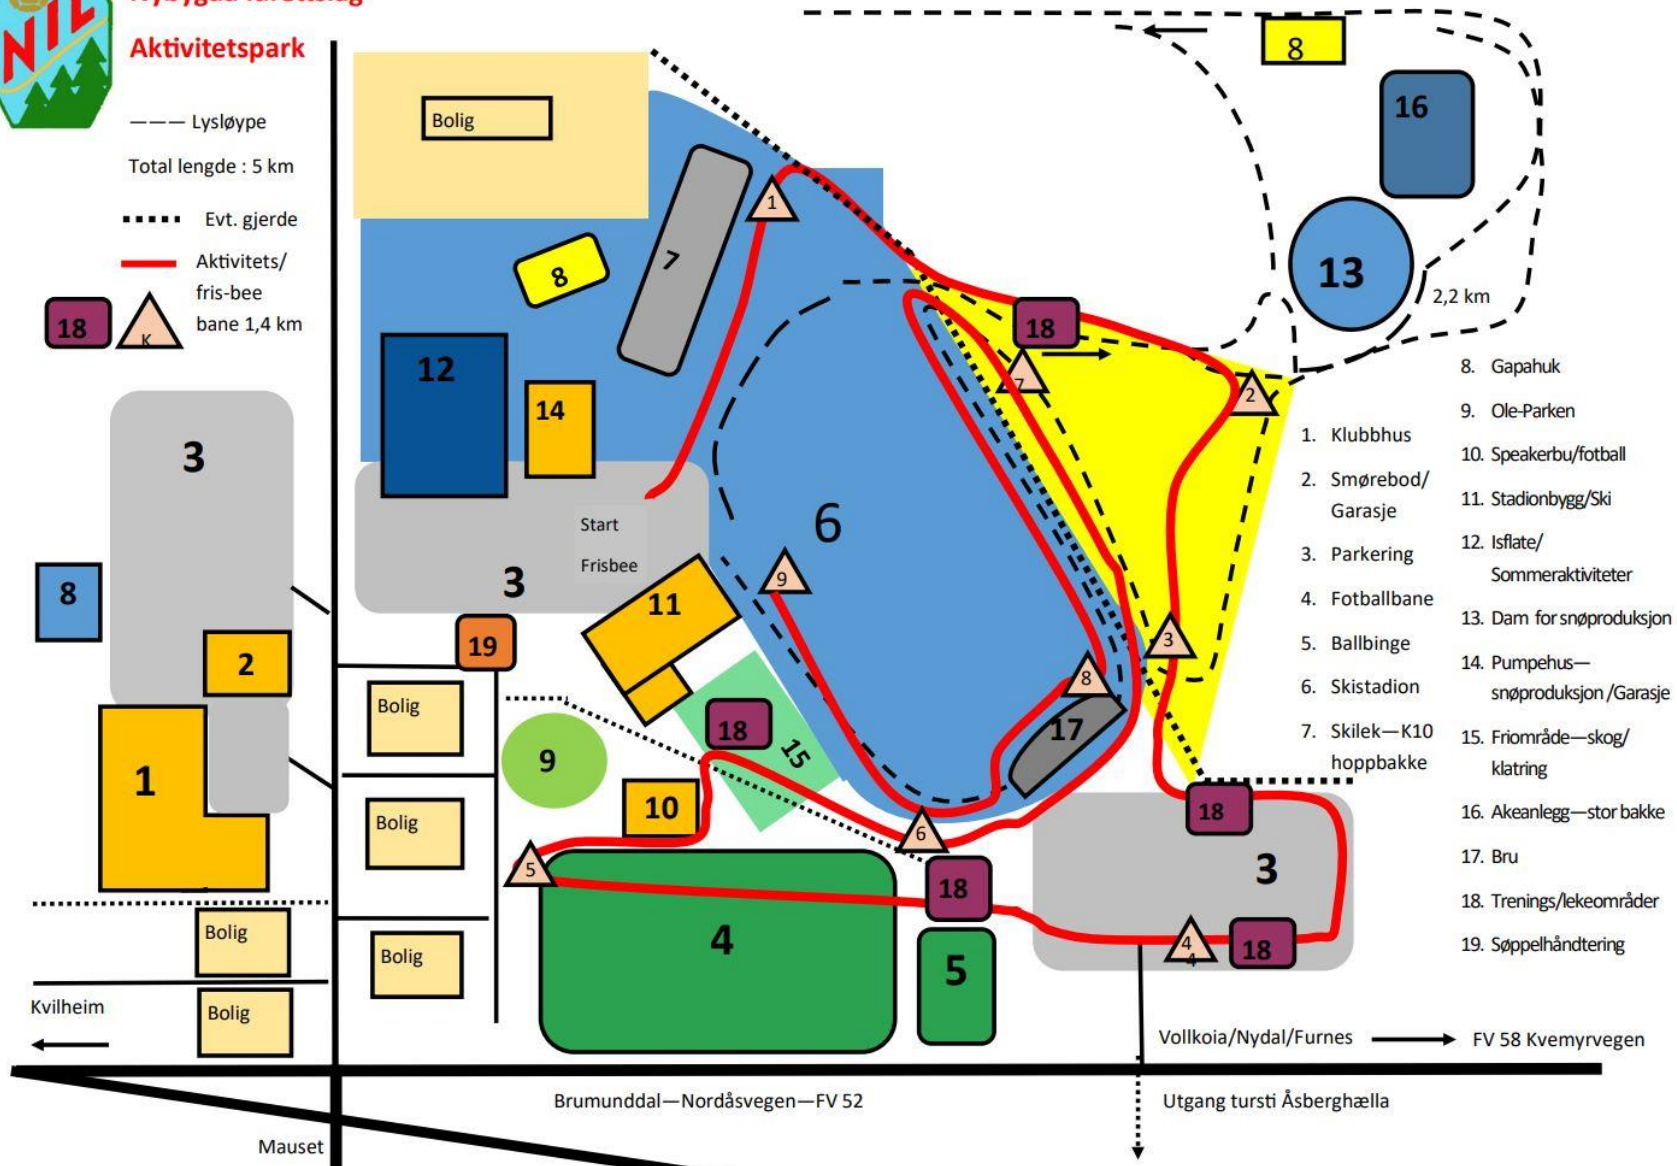 NIL
Aktivitetspark
Lysløype
Total lengde : 5 km
Evt. gjerde
Aktivitets/
fris-bee
bane 1,4 km
18
K
Bolig
8
16
13
2,2 km
1
7
8
12
14
18
7
2
3
3
Start
Frisbee
3
6
9
11
8
2
19
3
8
17
Bolig
9
18
15
1
10
Bolig
6
18
5
18
3
4
4
4
18
5
Bolig
Bolig
Bolig
Kvilheim
1. Klubbhus
2. Smørebod/
Garasje
3. Parkering
4. Fotballbane
5. Ballbinge
6. Skistadion
7. Skilek—K10
hoppbakke
8. Gapahuk
9. Ole-Parken
10. Speakerbu/fotball
11. Stadionbygg/Ski
12. Isflate/
Sommeraktiviteter
13. Dam for snøproduksjon
14. Pumpehus—
snøproduksjon /Garasje
15. Friområde—skog/
klatring
16. Akeanlegg—stor bakke
17. Bru
18. Trenings/lekeområder
19. Søppelhåndtering
Vollkoia/Nydal/Furnes
FV 58 Kvemyrvegen
Brumunddal—Nordåsvegen—FV 52
Utgang tursti Åsberghælla
Mauset